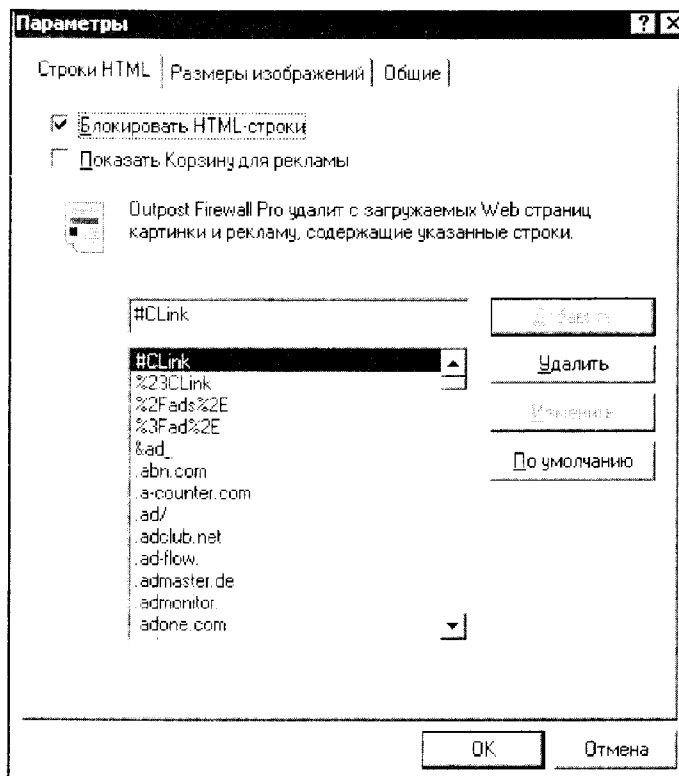 Параметры
Строки HTML Размеры изображений Общие
Блокировать HTML-строки
Показать Корзину для рекламы
Outpost Firewall Pro удалит с загружаемых Web страниц
картинки и рекламу, содержащие указанные строки.
#CLink
Добавить
#CLink
%23CLink
%2Fads%2E
%3Fad%2E
&ad_
.abn.com
.a-counter.com
.ad/
.adclub.net
.ad-flow.
.admaster.de
.admonitor.
.adone.com
Удалить
Изменить
По умолчанию
OK Отмена